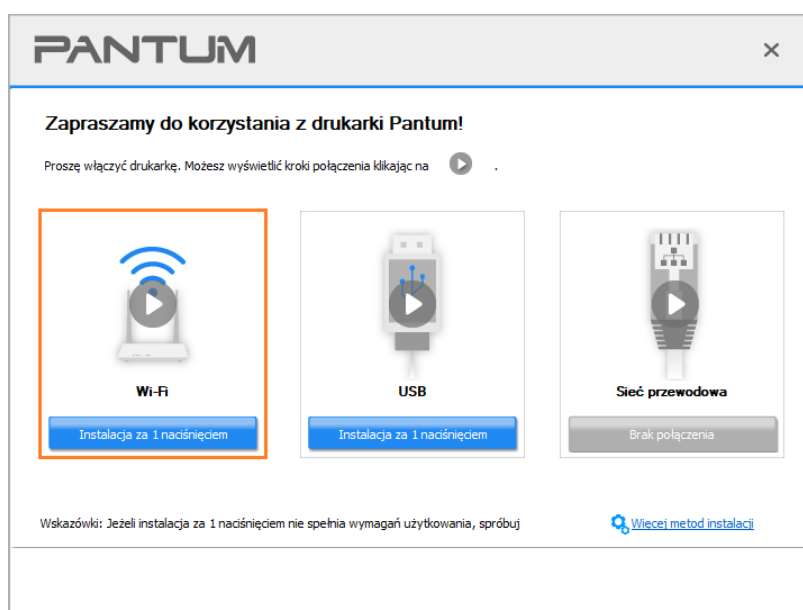 PANTUM
Zapraszamy do korzystania z drukarki Pantum!
Proszę włączyć drukarkę. Możesz wyświetlić kroki połączenia klikając na .
Wi-Fi
USB
Sieć przewodowa
Instalacja za 1 naciśnięciem
Instalacja za 1 naciśnięciem
Brak połączenia
Wskazówki: Jeżeli instalacja za 1 naciśnięciem nie spełnia wymagań użytkowania, spróbuj
Więcej metod instalacji